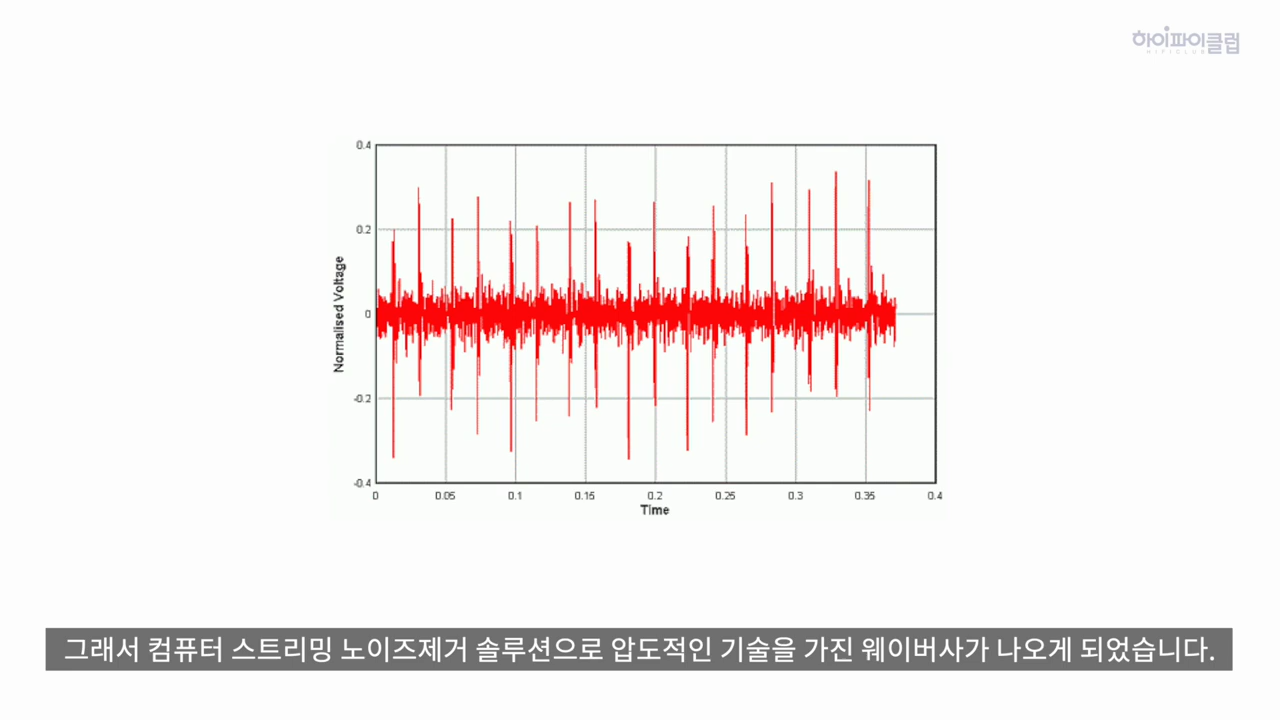 하이파이클럽
HIFICLUB
0.4
0.2
0
-0.2
-0.4
Normalised Voltage
0 0.05 0.1 0.15 0.2 0.25 0.3 0.35 0.4
Time
그래서 컴퓨터 스트리밍 노이즈제거 솔루션으로 압도적인 기술을 가진 웨이버사가 나오게 되었습니다.